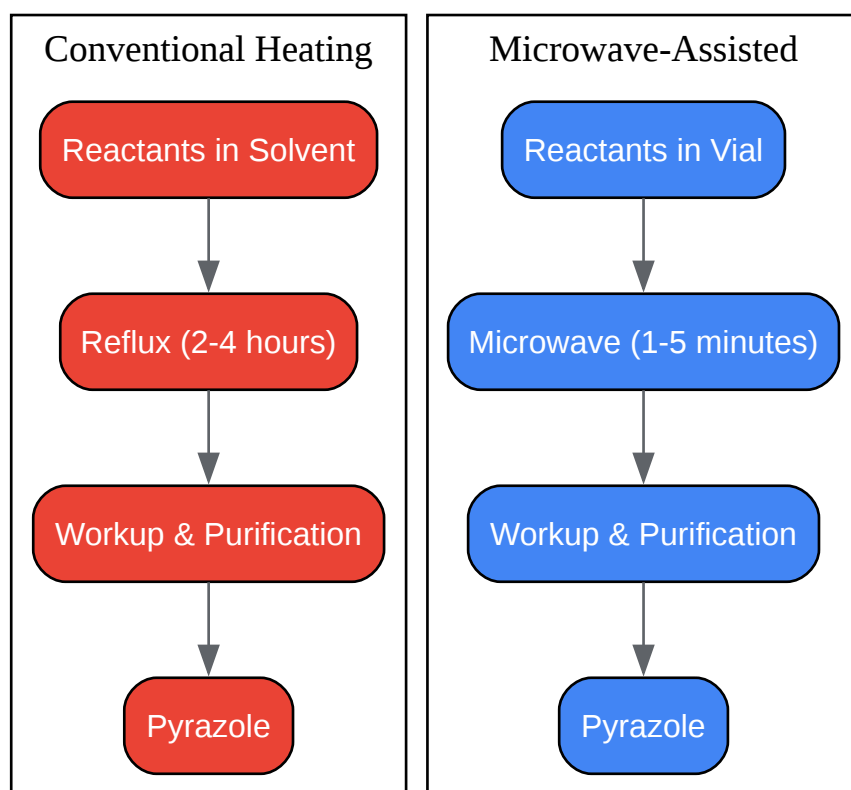 Conventional Heating
Reactants in Solvent
Reflux (2-4 hours)
Workup & Purification
Pyrazole
Microwave-Assisted
Reactants in Vial
Microwave (1-5 minutes)
Workup & Purification
Pyrazole